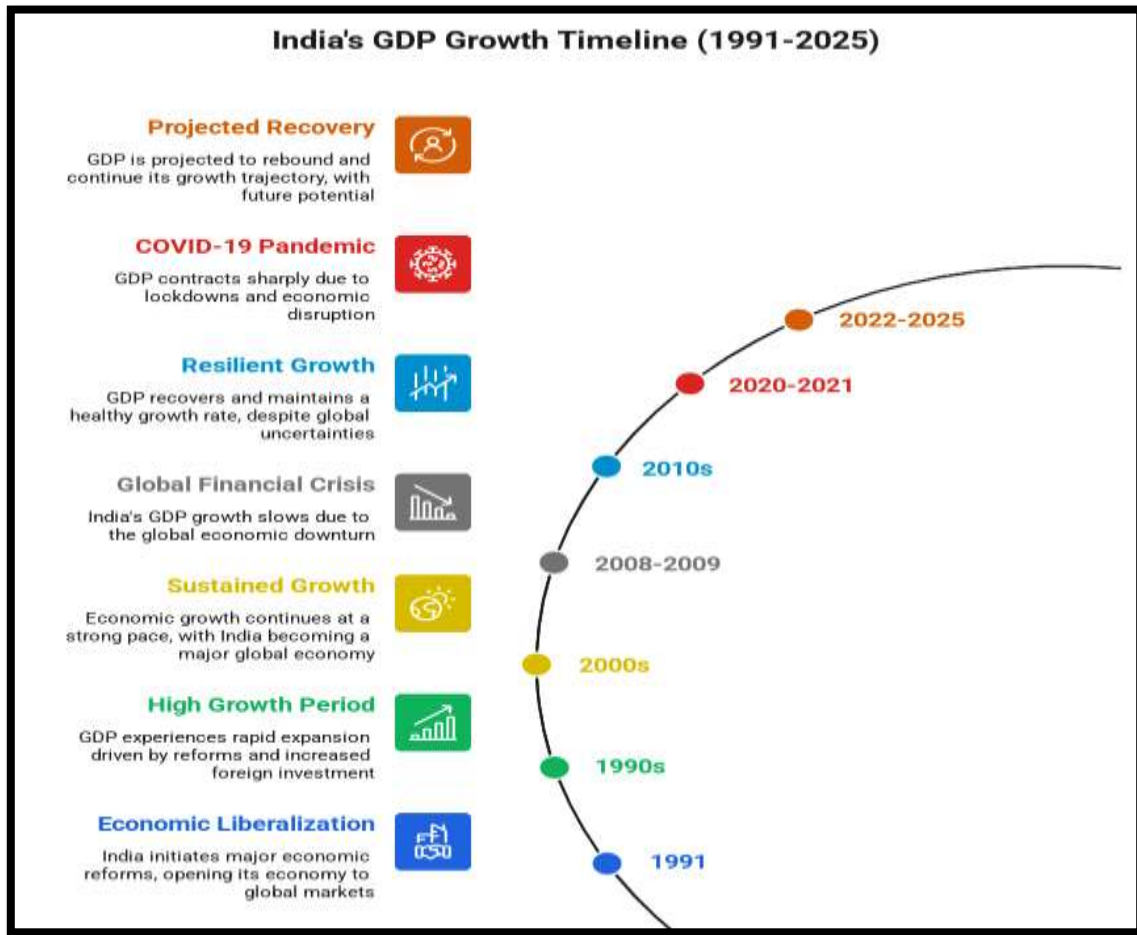 India's GDP Growth Timeline (1991-2025)
Projected Recovery
GDP is projected to rebound and
continue its growth trajectory, with
future potential
COVID-19 Pandemic
GDP contracts sharply due to
lockdowns and economic
disruption
Resilient Growth
GDP recovers and maintains a
healthy growth rate, despite global
uncertainties
Global Financial Crisis
India's GDP growth slows due to
the global economic downturn
Sustained Growth
Economic growth continues at a
strong pace, with India becoming a
major global economy
High Growth Period
GDP experiences rapid expansion
driven by reforms and increased
foreign investment
Economic Liberalization
India initiates major economic
reforms, opening its economy to
global markets
2022-2025
2020-2021
2010s
2008-2009
2000s
1990s
1991